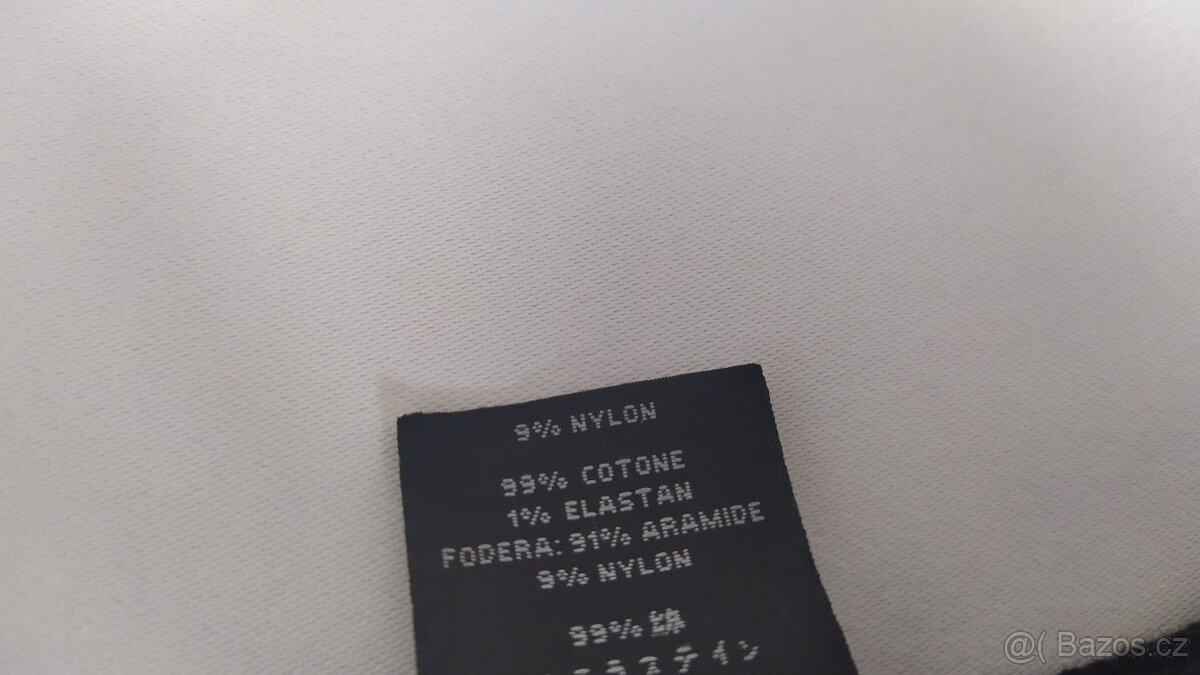 9% NYLON
99% COTONE
1% ELASTAN
FODERA: 91% ARAMIDE
9% NYLON
99% 綿
@( Bazos.cz